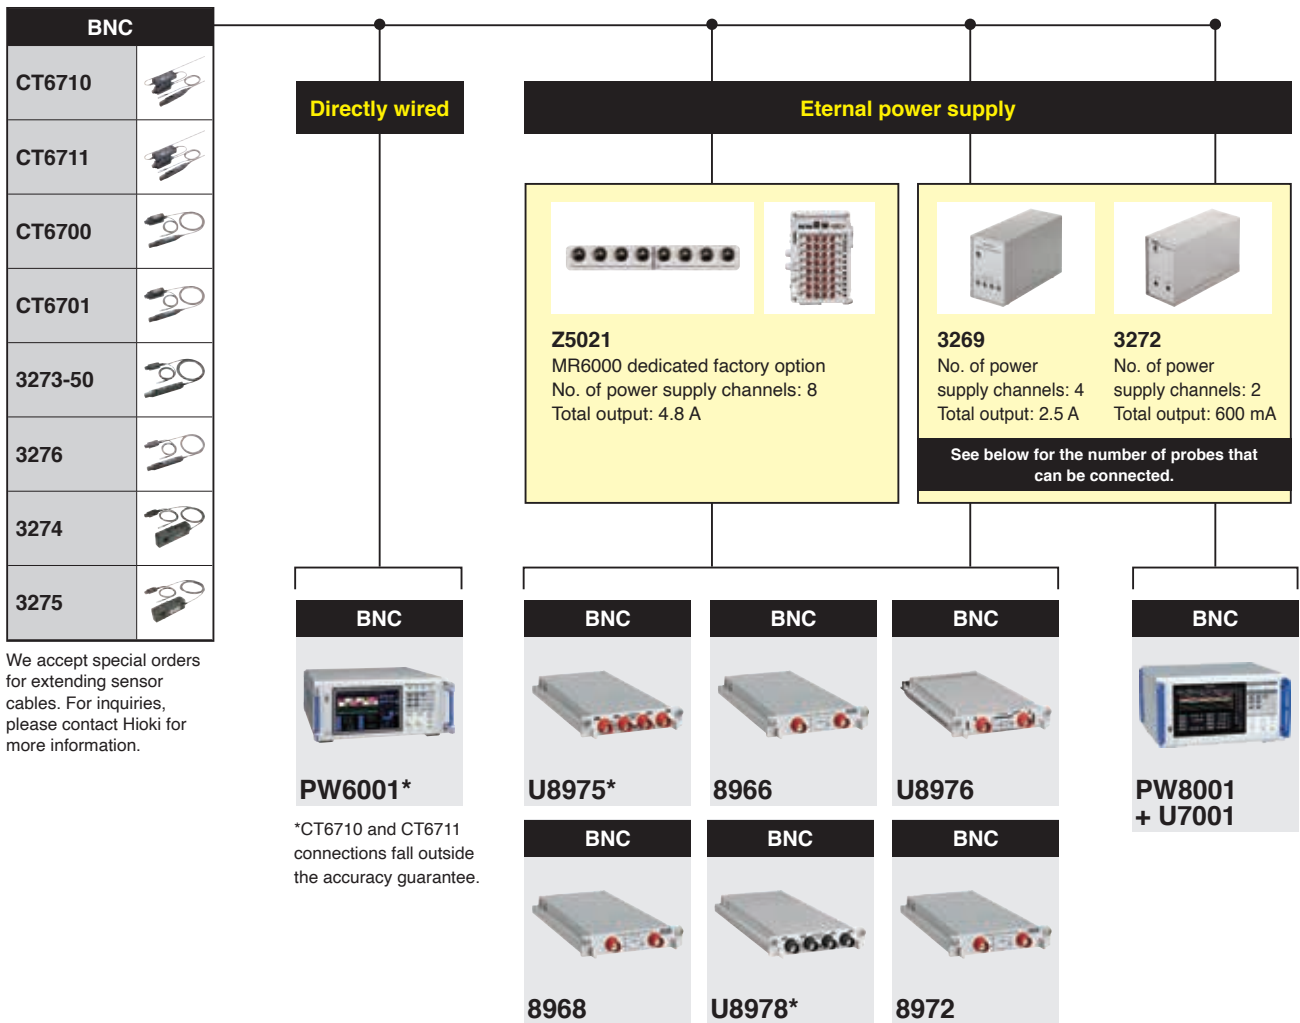 BNC
CT6710
CT6711
CT6700
CT6701
3273-50
3276
3274
3275
We accept special orders
for extending sensor
cables. For inquiries,
please contact Hioki for
more information.
Directly wired
Eternal power supply
Z5021
MR6000 dedicated factory option
No. of power supply channels: 8
Total output: 4.8 A
3269
No. of power
supply channels: 4
Total output: 2.5 A
3272
No. of power
supply channels: 2
Total output: 600 mA
See below for the number of probes that
can be connected.
BNC
PW6001*
*CT6710 and CT6711
connections fall outside
the accuracy guarantee.
BNC
U8975*
BNC
8966
BNC
U8976
BNC
8968
BNC
U8978*
BNC
8972
BNC
PW8001
+ U7001